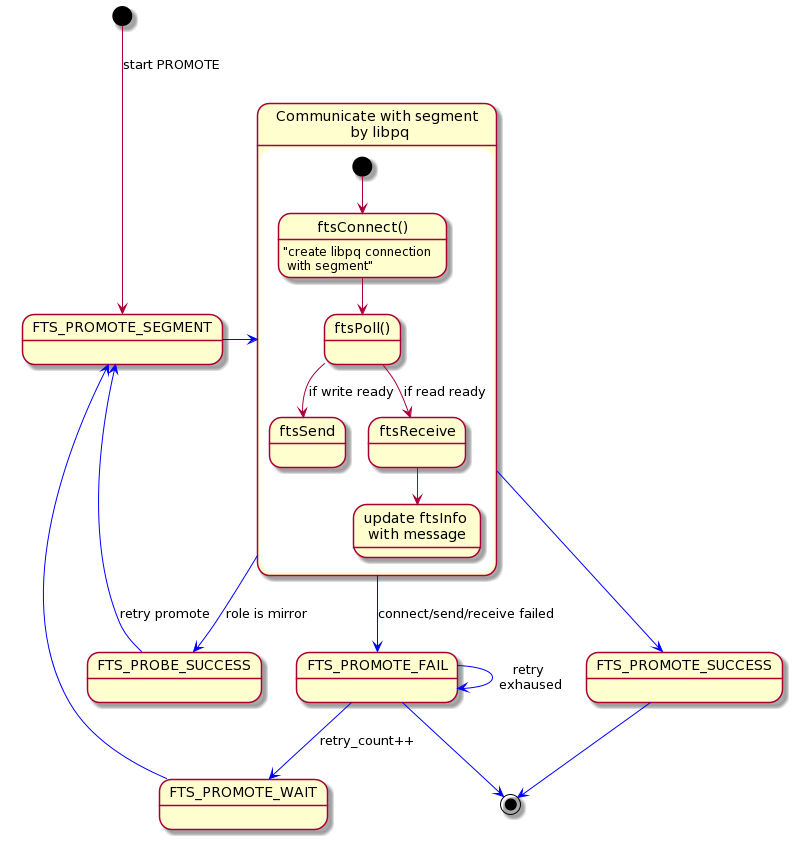 start PROMOTE
Communicate with segment
by libpq
ftsConnect()
"create libpq connection
with segment"
FTS_PROMOTE_SEGMENT
ftsPoll()
if write ready
if read ready
ftsSend
ftsReceive
update ftsInfo
with message
retry promote
role is mirror
connect/send/receive failed
FTS_PROBE_SUCCESS
FTS_PROMOTE_FAIL
retry
exhaused
FTS_PROMOTE_SUCCESS
retry_count++
FTS_PROMOTE_WAIT